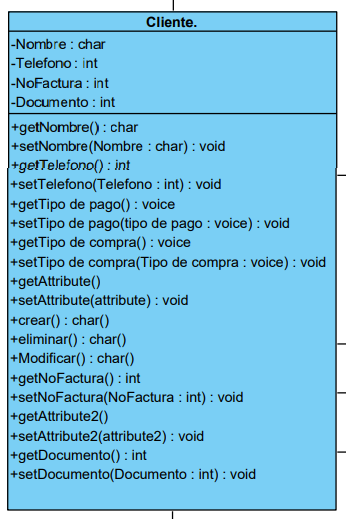 Cliente.
-Nombre : char
-Telefono : int
-NoFactura : int
-Documento : int
+getNombre() : char
+setNombre(Nombre : char) : void
+getTelefono() : int
+setTelefono(Telefono : int) : void
+getTipo de pago() : voice
+setTipo de pago(tipo de pago : voice) : void
+getTipo de compra() : voice
+setTipo de compra(Tipo de compra : voice) : void
+getAttribute()
+setAttribute(attribute) : void
+crear() : char()
+eliminar() : char()
+Modificar() : char()
+getNoFactura() : int
+setNoFactura(NoFactura : int) : void
+getAttribute2()
+setAttribute2(attribute2) : void
+getDocumento() : int
+setDocumento(Documento : int) : void